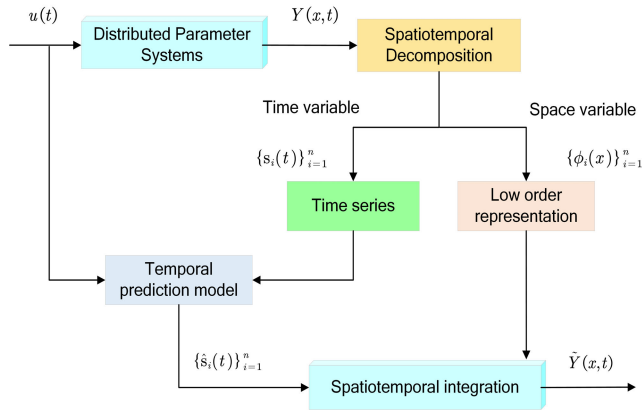 u(t)
Distributed Parameter
Systems
Y(x,t)
Spatiotemporal
Decomposition
Time variable
Space variable
{s_i(t)}_{i=1}^{n}
{ϕ_i(x)}_{i=1}^{n}
Time series
Low order
representation
Temporal
prediction model
{ŝ_i(t)}_{i=1}^{n}
Spatiotemporal integration
Ỹ(x,t)